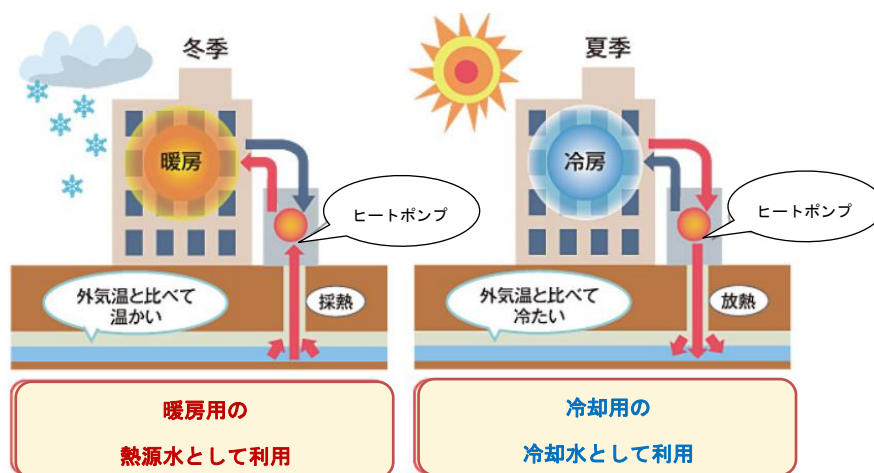 冬季
暖房
ヒートポンプ
外気温と比べて
温かい
採熱
暖房用の
熱源水として利用
夏季
冷房
ヒートポンプ
外気温と比べて
冷たい
放熱
冷却用の
冷却水として利用